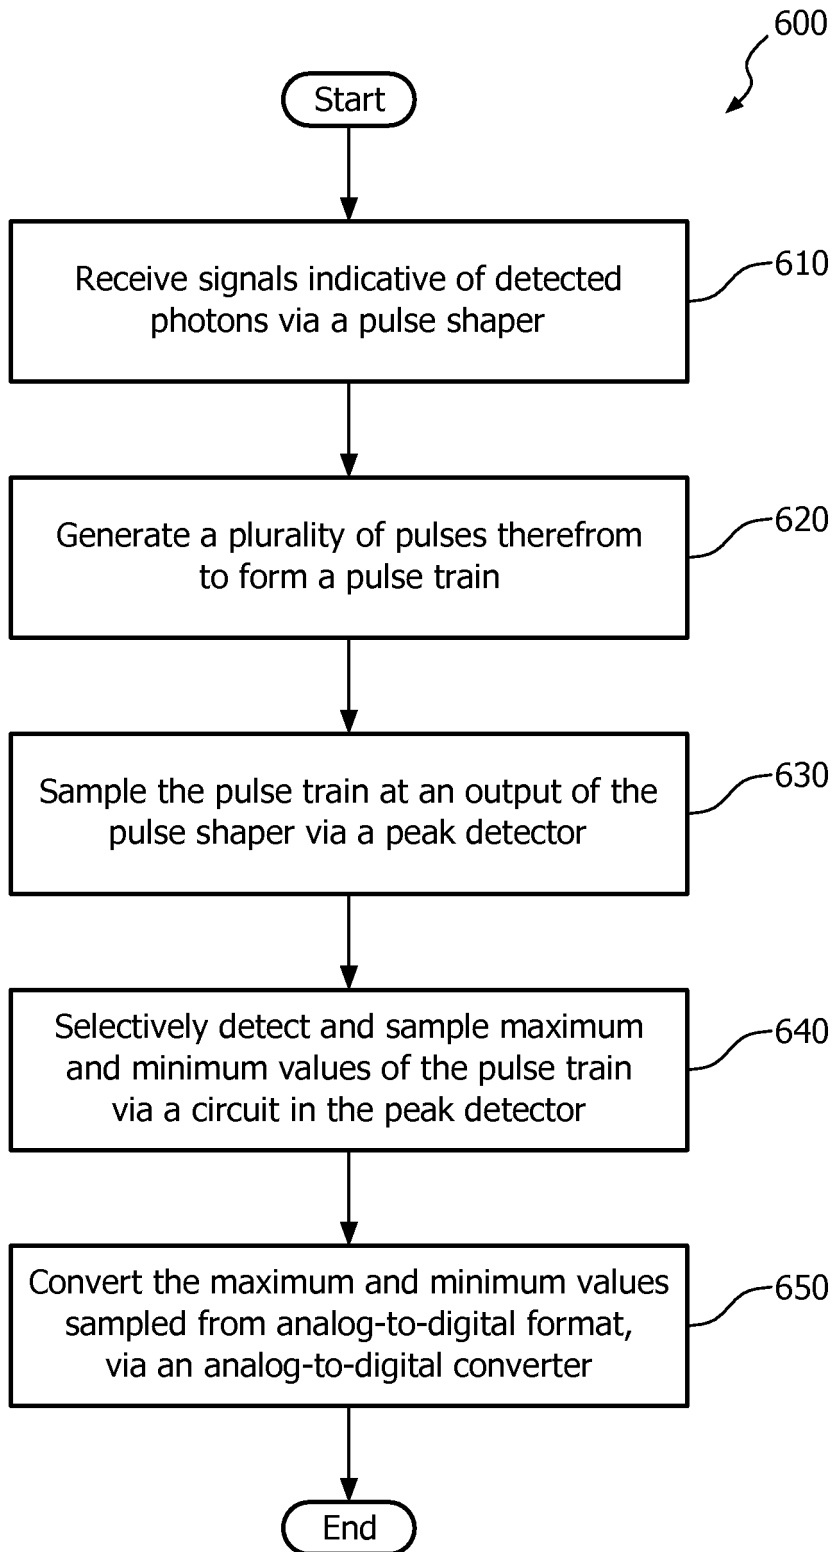 600
Start
Receive signals indicative of detected
photons via a pulse shaper
610
Generate a plurality of pulses therefrom
to form a pulse train
620
Sample the pulse train at an output of the
pulse shaper via a peak detector
630
Selectively detect and sample maximum
and minimum values of the pulse train
via a circuit in the peak detector
640
Convert the maximum and minimum values
sampled from analog-to-digital format,
via an analog-to-digital converter
650
End